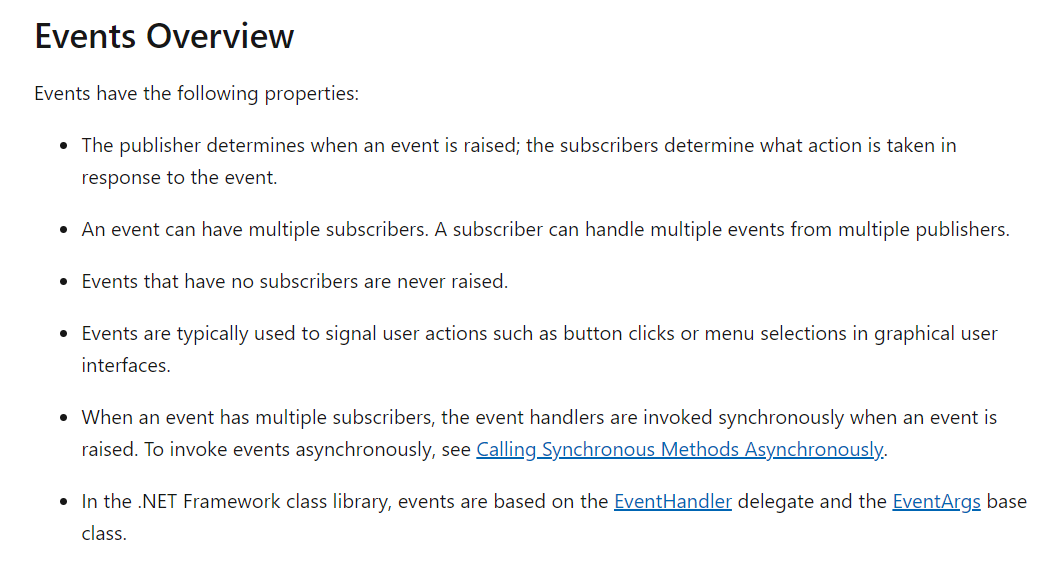 Events Overview
Events have the following properties:
• The publisher determines when an event is raised; the subscribers determine what action is taken in
response to the event.
• An event can have multiple subscribers. A subscriber can handle multiple events from multiple publishers.
• Events that have no subscribers are never raised.
• Events are typically used to signal user actions such as button clicks or menu selections in graphical user
interfaces.
• When an event has multiple subscribers, the event handlers are invoked synchronously when an event is
raised. To invoke events asynchronously, see Calling Synchronous Methods Asynchronously.
• In the .NET Framework class library, events are based on the EventHandler delegate and the EventArgs base
class.